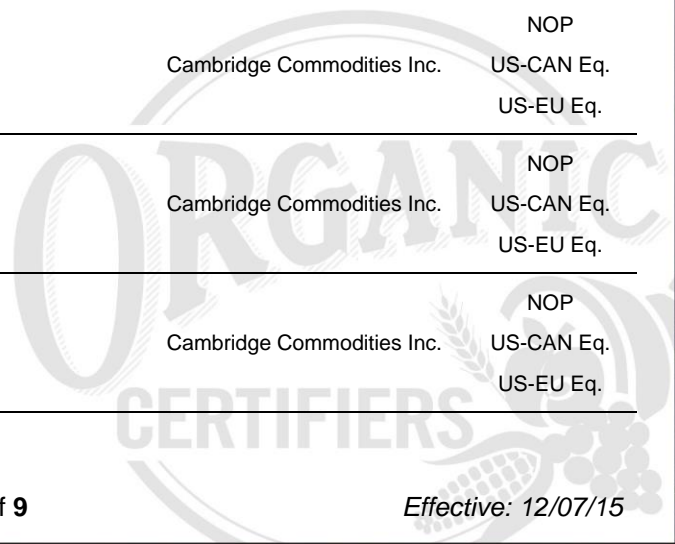 NOP
Cambridge Commodities Inc. US-CAN Eq.
US-EU Eq.
NOP
Cambridge Commodities Inc. US-CAN Eq.
US-EU Eq.
NOP
Cambridge Commodities Inc. US-CAN Eq.
US-EU Eq.
ORGANIC
CERTIFIERS
f 9 Effective: 12/07/15